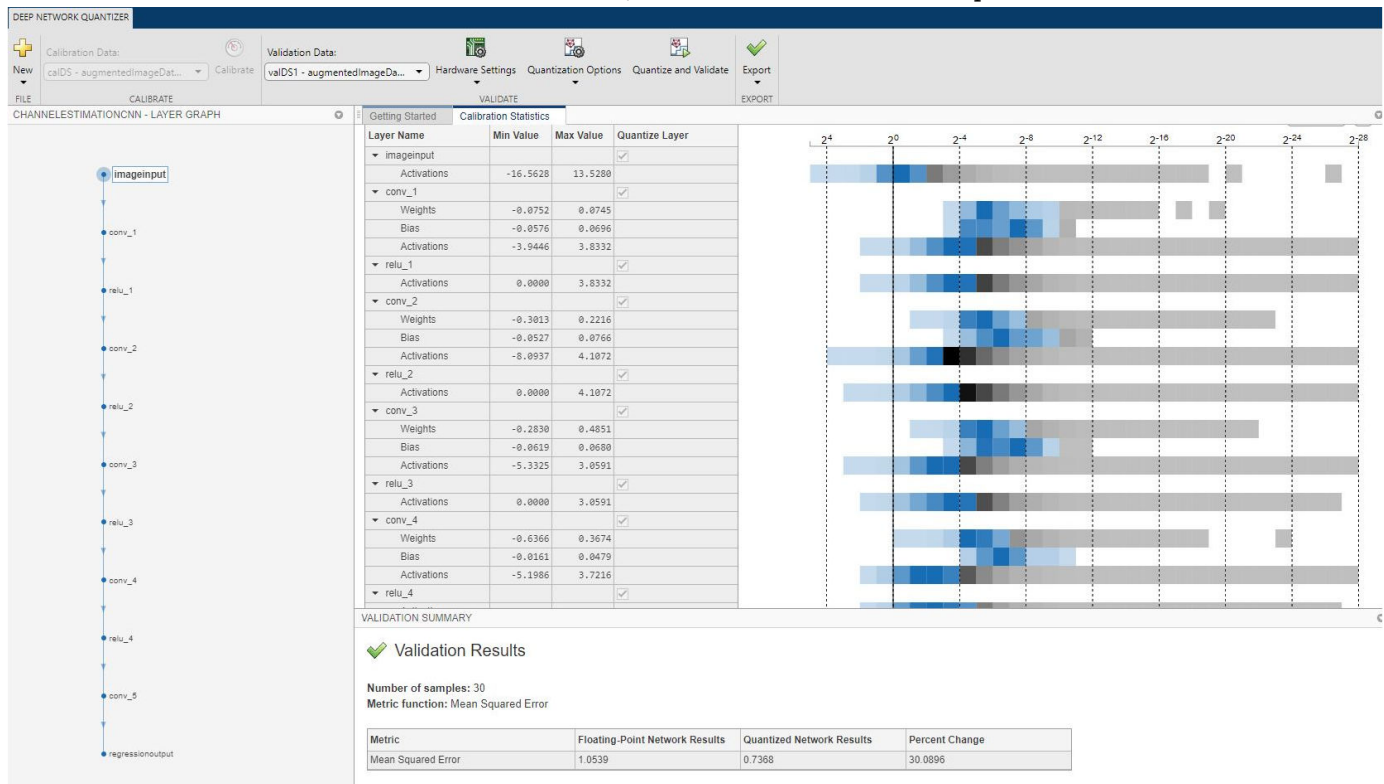 DEEP NETWORK QUANTIZER
Calibration Data:
Validation Data:
New
calDS - augmentedImageDat...
Calibrate
valDS1 - augmentedImageDa...
Hardware Settings
Quantization Options
Quantize and Validate
Export
FILE
CALIBRATE
VALIDATE
EXPORT
CHANNELESTIMATIONCNN - LAYER GRAPH
imageinput
conv_1
relu_1
conv_2
relu_2
conv_3
relu_3
conv_4
relu_4
conv_5
regressionoutput
Getting Started Calibration Statistics
Layer Name Min Value Max Value Quantize Layer
2^4 2^0 2^-4 2^-8 2^-12 2^-16 2^-20 2^-24 2^-28
imageinput
Activations -16.5628 13.5280
conv_1
Weights -0.0752 0.0745
Bias -0.0576 0.0696
Activations -3.9446 3.8332
relu_1
Activations 0.0000 3.8332
conv_2
Weights -0.3013 0.2216
Bias -0.0527 0.0766
Activations -8.0937 4.1072
relu_2
Activations 0.0000 4.1072
conv_3
Weights -0.2830 0.4851
Bias -0.0619 0.0680
Activations -5.3325 3.0591
relu_3
Activations 0.0000 3.0591
conv_4
Weights -0.6366 0.3674
Bias -0.0161 0.0479
Activations -5.1986 3.7216
relu_4
VALIDATION SUMMARY
Validation Results
Number of samples: 30
Metric function: Mean Squared Error
Metric Floating-Point Network Results Quantized Network Results Percent Change
Mean Squared Error 1.0539 0.7368 30.0896